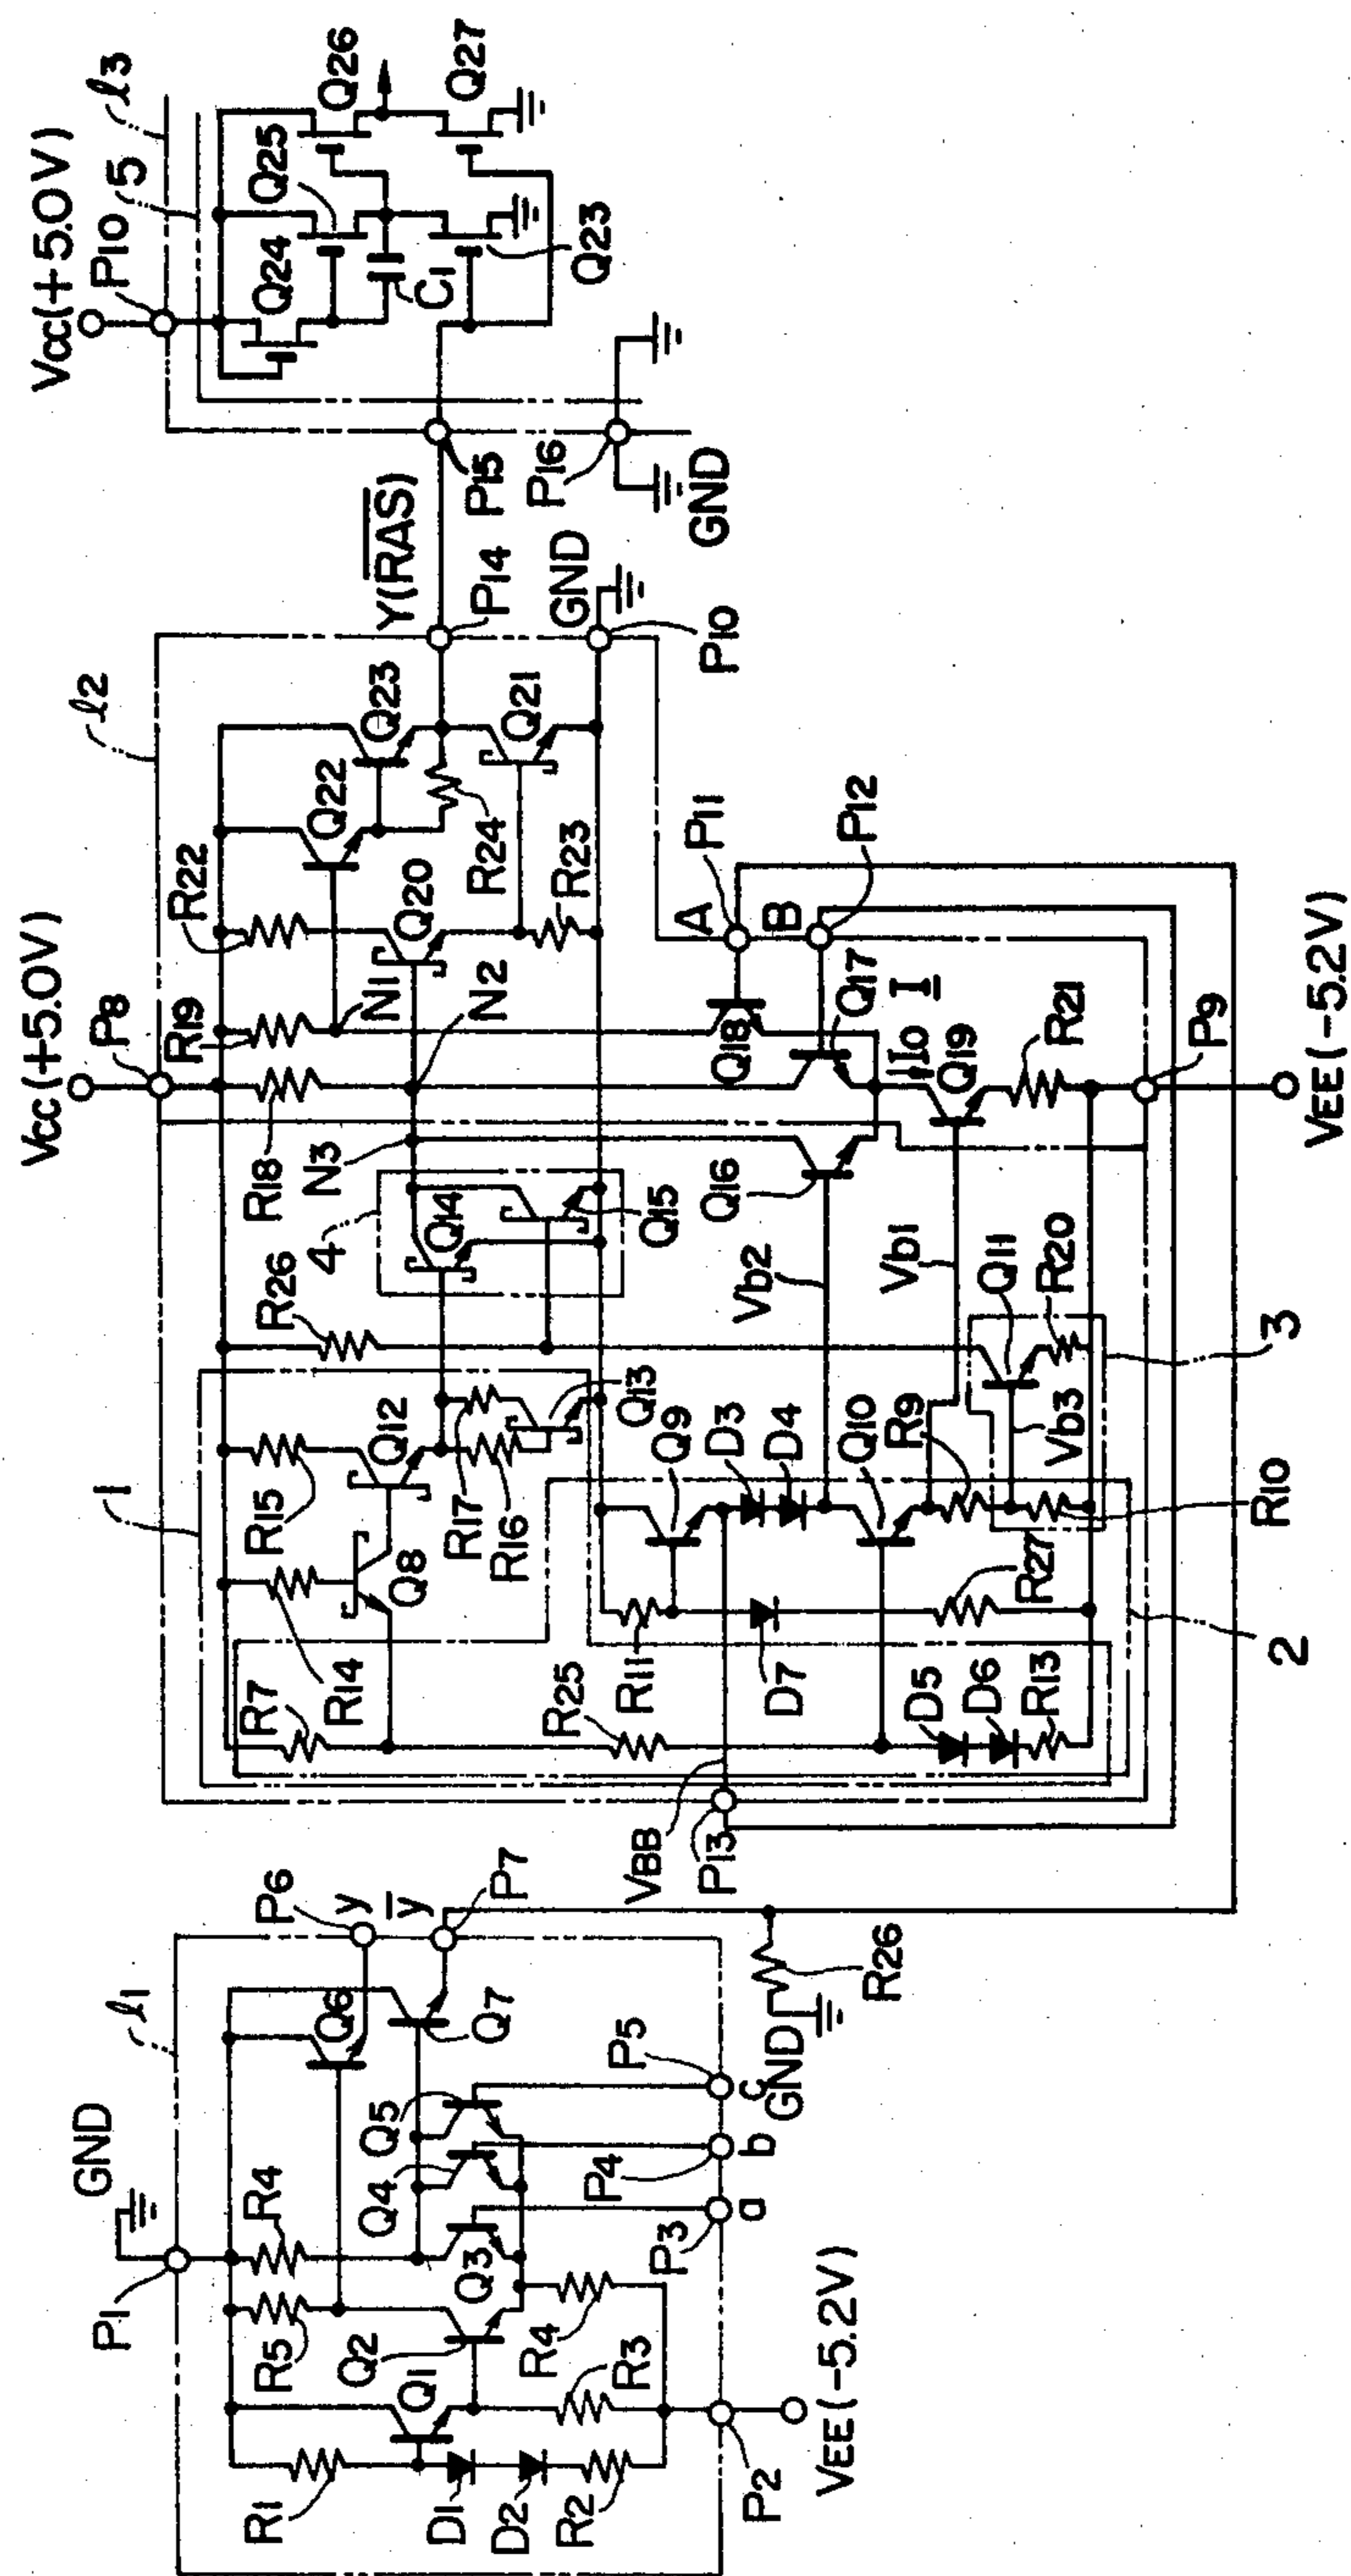 GND
P1
ℓ1
R1
R5
R4
Q1
Q2
Q3
Q4
Q5
Q6
Q7
P6
y
y̅
P7
D1
D2
R2
R3
R4
P2
VEE(-5.2V)
P3
a
P4
b
P5
c
GND
R26
1
R7
R14
R15
Q8
Q12
R17
R16
Q13
R26
4
Q14
Q15
N3
R18
Vcc(+5.0V)
P8
R19
N1
N2
R22
Q20
Q22
R24
R23
Q23
Q21
ℓ2
Y(R̅A̅S̅)
P14
GND
P10
VBB
P13
R25
R11
D7
D5
D6
R13
Q9
D3
D4
Q10
R9
R27
R10
2
3
Vb3
Q11
R20
Vb2
Vb1
Q16
Q18
Q17
I
Io
Q19
R21
P9
VEE(-5.2V)
A
P11
B
P12
Vcc(+5.0V)
P10
5
ℓ3
Q24
Q25
Q26
Q27
C1
Q23
P15
P16
GND